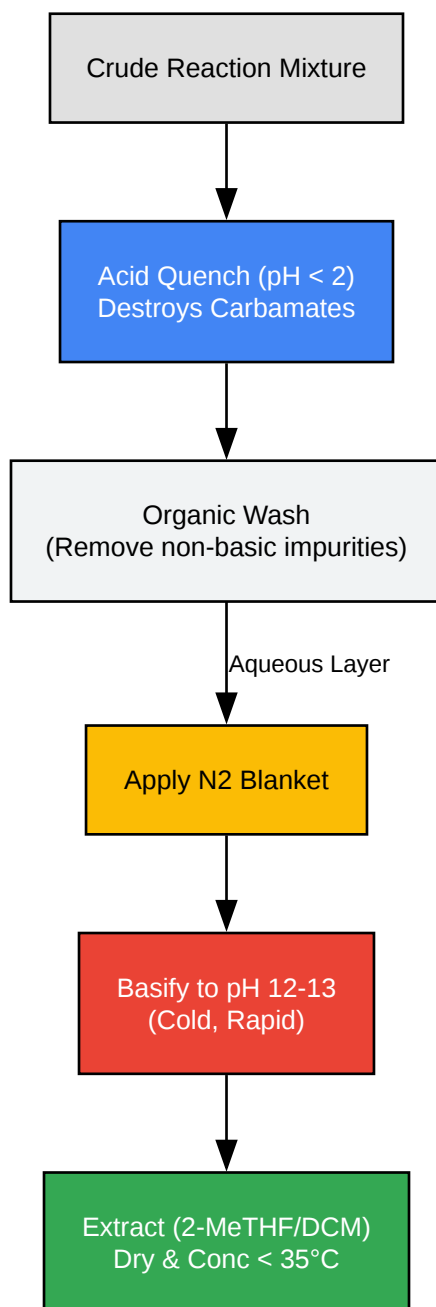 Crude Reaction Mixture
Acid Quench (pH < 2)
Destroys Carbamates
Organic Wash
(Remove non-basic impurities)
Aqueous Layer
Apply N2 Blanket
Basify to pH 12-13
(Cold, Rapid)
Extract (2-MeTHF/DCM)
Dry & Conc < 35°C